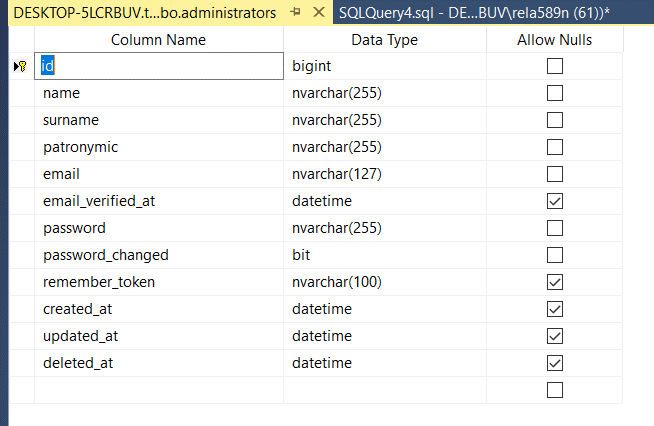 DESKTOP-5LCRBUV.t...bo.administrators SQLQuery4.sql - DE...BUV\rela589n (61))*
Column Name Data Type Allow Nulls
id bigint
name nvarchar(255)
surname nvarchar(255)
patronymic nvarchar(255)
email nvarchar(127)
email_verified_at datetime
password nvarchar(255)
password_changed bit
remember_token nvarchar(100)
created_at datetime
updated_at datetime
deleted_at datetime